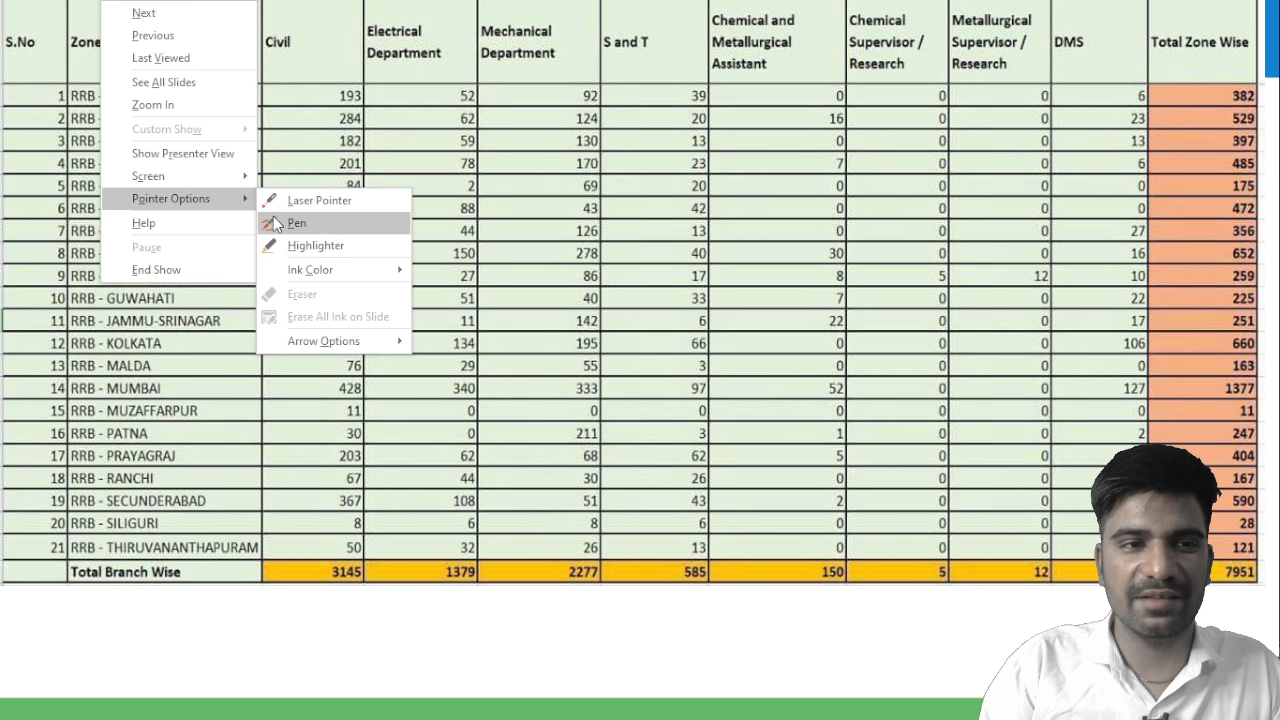 S.No Zone Civil Electrical Department Mechanical Department S and T Chemical and Metallurgical Assistant Chemical Supervisor / Research Metallurgical Supervisor / Research DMS Total Zone Wise
1 RRB - 193 52 92 39 0 0 0 6 382
2 RRB 284 62 124 20 16 0 0 23 529
3 RRB 182 59 130 13 0 0 0 13 397
4 RRB 201 78 170 23 7 0 0 6 485
5 RRB 84 2 69 20 0 0 0 0 175
6 RRB 88 43 42 0 0 0 0 472
7 RRB 44 126 13 0 0 0 27 356
8 RRB 150 278 40 30 0 0 16 652
9 RRB 27 86 17 8 5 12 10 259
10 RRB - GUWAHATI 51 40 33 7 0 0 22 225
11 RRB - JAMMU-SRINAGAR 11 142 6 22 0 0 17 251
12 RRB - KOLKATA 134 195 66 0 0 0 106 660
13 RRB - MALDA 76 29 55 3 0 0 0 0 163
14 RRB - MUMBAI 428 340 333 97 52 0 0 127 1377
15 RRB - MUZAFFARPUR 11 0 0 0 0 0 0 0 11
16 RRB - PATNA 30 0 211 3 1 0 0 2 247
17 RRB - PRAYAGRAJ 203 62 68 62 5 0 0 404
18 RRB - RANCHI 67 44 30 26 0 0 0 167
19 RRB - SECUNDERABAD 367 108 51 43 2 0 0 590
20 RRB - SILIGURI 8 6 8 6 0 0 0 28
21 RRB - THIRUVANANTHAPURAM 50 32 26 13 0 0 0 121
Total Branch Wise 3145 1379 2277 585 150 5 12 7951
Next
Previous
Last Viewed
See All Slides
Zoom In
Custom Show
Show Presenter View
Screen
Pointer Options
Help
Pause
End Show
Laser Pointer
Pen
Highlighter
Ink Color
Eraser
Erase All Ink on Slide
Arrow Options